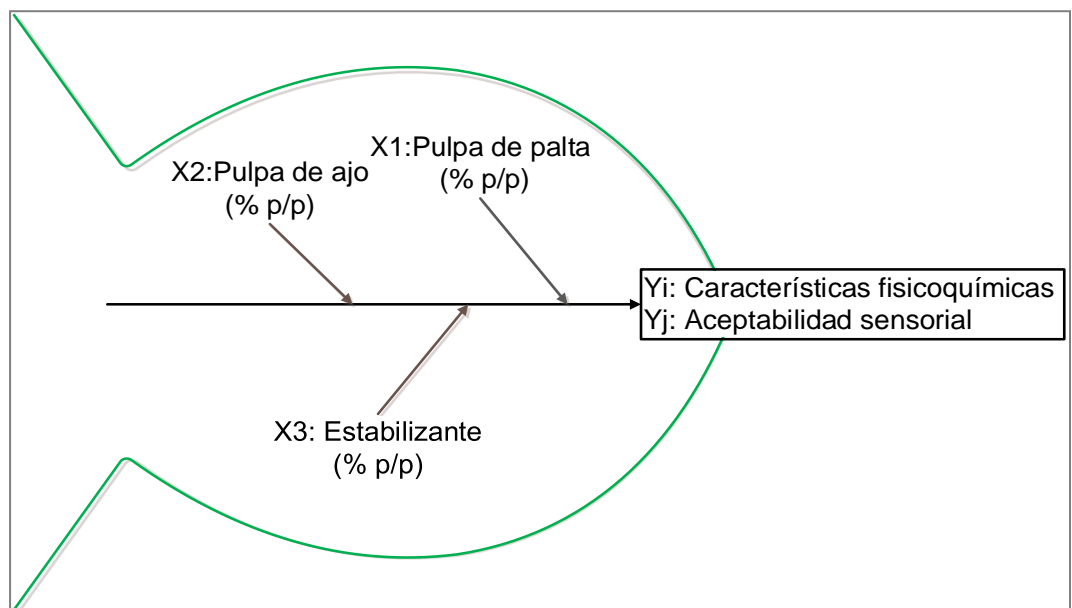 X1:Pulpa de palta
(% p/p)
X2:Pulpa de ajo
(% p/p)
Yi: Características fisicoquímicas
Yj: Aceptabilidad sensorial
X3: Estabilizante
(% p/p)